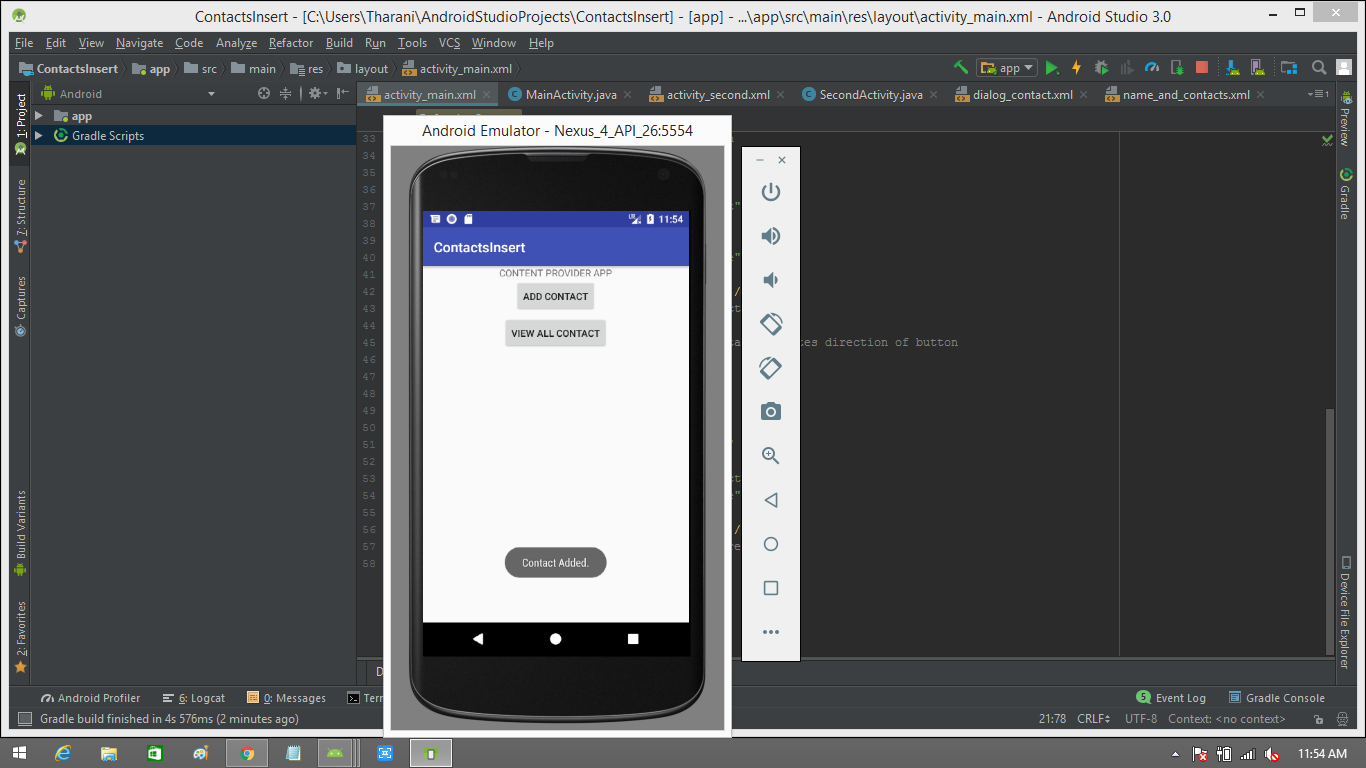 ContactsInsert - [C:\Users\Tharani\AndroidStudioProjects\ContactsInsert] - [app] - ...\app\src\main\res\layout\activity_main.xml - Android Studio 3.0
File Edit View Navigate Code Analyze Refactor Build Run Tools VCS Window Help
ContactsInsert app src main res layout activity_main.xml app
Android
activity_main.xml MainActivity.java activity_second.xml SecondActivity.java dialog_contact.xml name_and_contacts.xml
1: Project
7: Structure
Captures
Build Variants
2: Favorites
app
Gradle Scripts
33
34
35
36
37
38
39
40
41
42
43
44
45
46
47
48
49
50
51
52
53
54
55
56
57
58
tes direction of button
Android Emulator - Nexus_4_API_26:5554
11:54
ContactsInsert
CONTENT PROVIDER APP
ADD CONTACT
VIEW ALL CONTACT
Contact Added.
Preview
Gradle
Device File Explorer
Android Profiler 6: Logcat 0: Messages Terr 5 Event Log Gradle Console
Gradle build finished in 4s 576ms (2 minutes ago) 21:78 CRLF UTF-8 Context: <no context>
11:54 AM